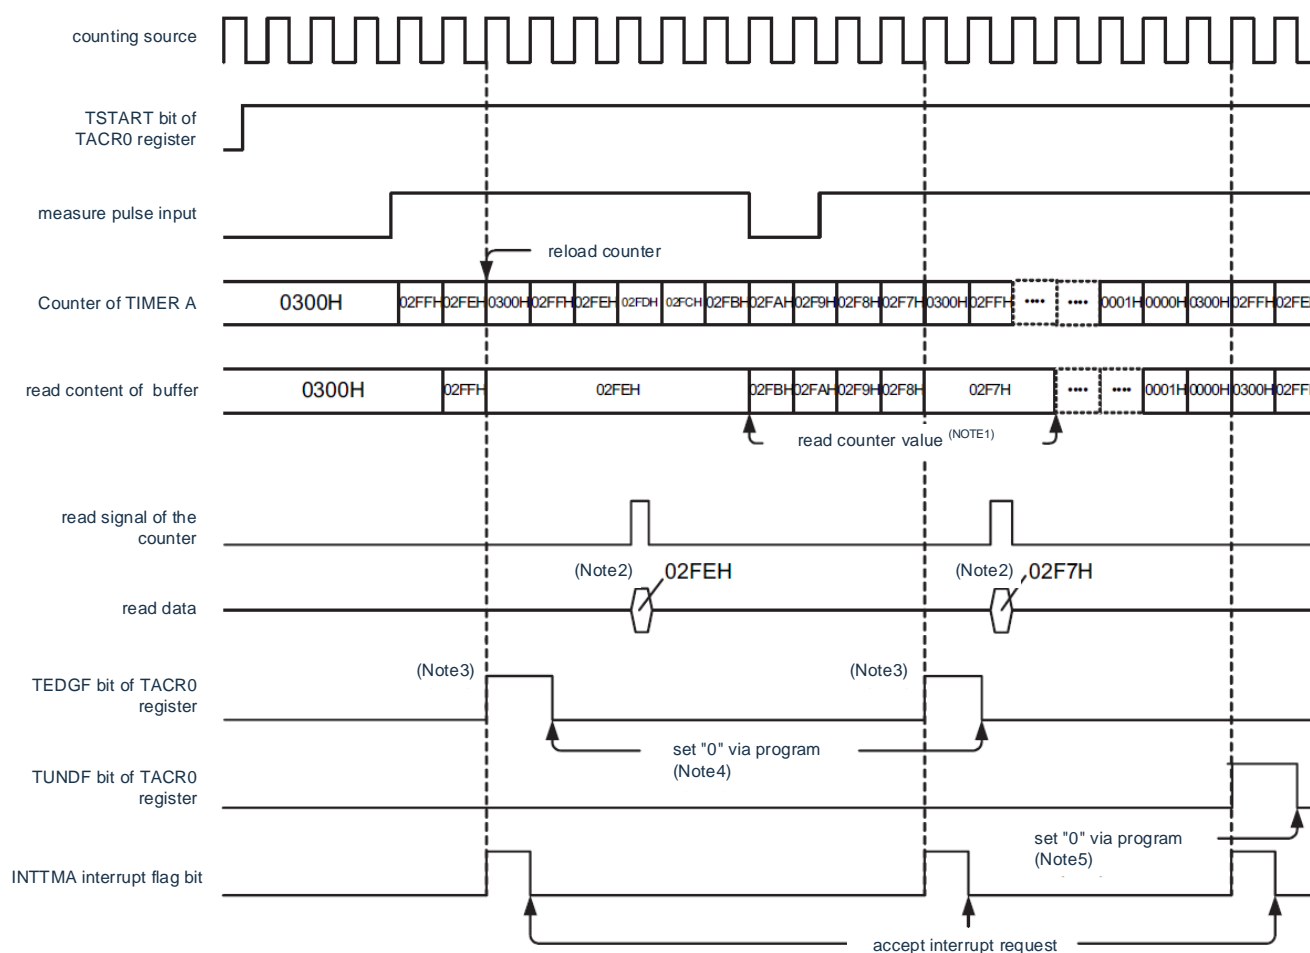 counting source
TSTART bit of
TACR0 register
measure pulse input
reload counter
Counter of TIMER A
0300H 02FFH 02FEH 0300H 02FFH 02FEH 02FDH 02FCH 02FBH 02FAH 02F9H 02F8H 02F7H 0300H 02FFH •••• •••• 0001H 0000H 0300H 02FFH 02FE
read content of buffer
0300H 02FFH 02FEH 02FBH 02FAH 02F9H 02F8H 02F7H •••• •••• 0001H 0000H 0300H 02FF
read counter value (NOTE1)
read signal of the
counter
(Note2) 02FEH (Note2) 02F7H
read data
(Note3) (Note3)
TEDGF bit of TACR0
register
set "0" via program
(Note4)
TUNDF bit of TACR0
register
set "0" via program
(Note5)
INTTMA interrupt flag bit
accept interrupt request